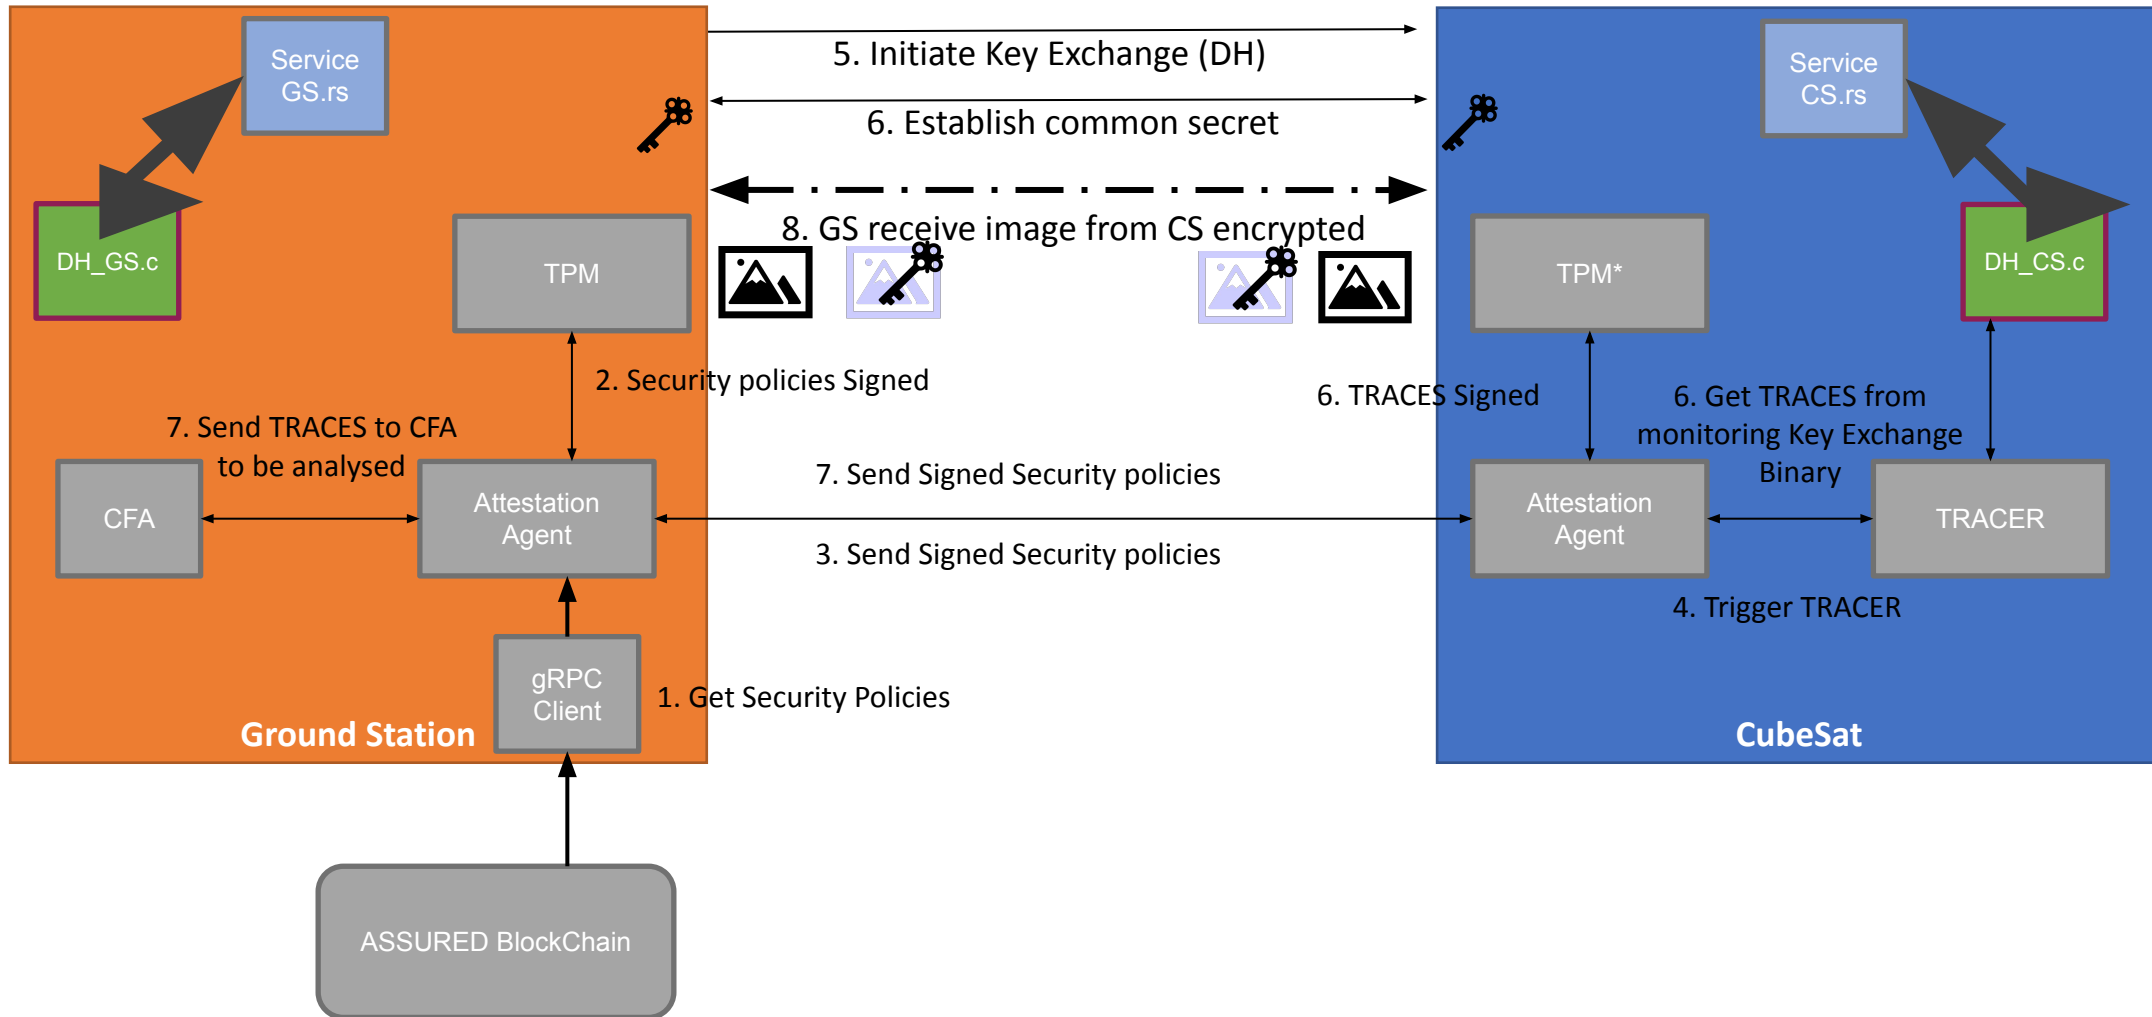 Service
GS.rs
5. Initiate Key Exchange (DH)
Service
CS.rs
6. Establish common secret
8. GS receive image from CS encrypted
DH_GS.c
TPM
TPM*
DH_CS.c
2. Security policies Signed
6. TRACES Signed
6. Get TRACES from
monitoring Key Exchange
Binary
7. Send TRACES to CFA
to be analysed
7. Send Signed Security policies
CFA
Attestation
Agent
Attestation
Agent
TRACER
3. Send Signed Security policies
4. Trigger TRACER
gRPC
Client
1. Get Security Policies
Ground Station
CubeSat
ASSURED BlockChain